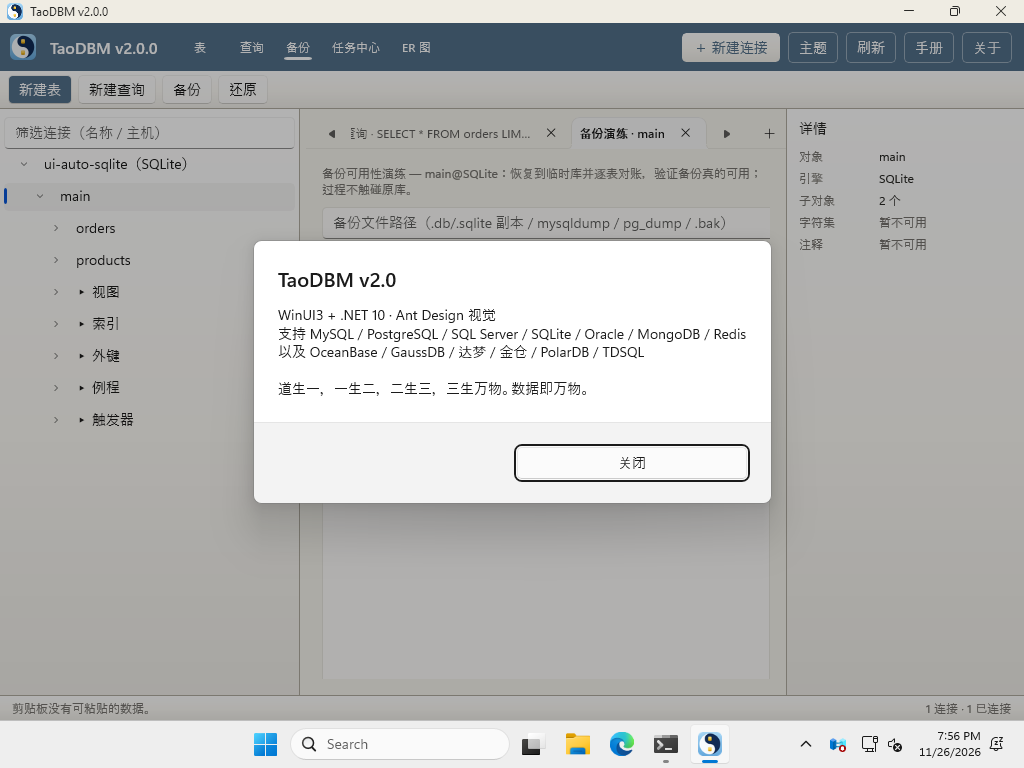 TaoDBM v2.0.0
TaoDBM v2.0.0
表
查询
备份
任务中心
ER 图
+ 新建连接
主题
刷新
手册
关于
新建表
新建查询
备份
还原
筛选连接（名称 / 主机）
ui-auto-sqlite（SQLite）
main
orders
products
视图
索引
外键
例程
触发器
询 · SELECT * FROM orders LIM...
备份演练 · main
备份可用性演练 — main@SQLite：恢复到临时库并逐表对账，验证备份真的可用；
过程不触碰原库。
备份文件路径（.db/.sqlite 副本 / mysqldump / pg_dump / .bak）
TaoDBM v2.0
WinUI3 + .NET 10 · Ant Design 视觉
支持 MySQL / PostgreSQL / SQL Server / SQLite / Oracle / MongoDB / Redis
以及 OceanBase / GaussDB / 达梦 / 金仓 / PolarDB / TDSQL
道生一，一生二，二生三，三生万物。数据即万物。
关闭
详情
对象 main
引擎 SQLite
子对象 2 个
字符集 暂不可用
注释 暂不可用
剪贴板没有可粘贴的数据。
1 连接 · 1 已连接
Search
7:56 PM
11/26/2026